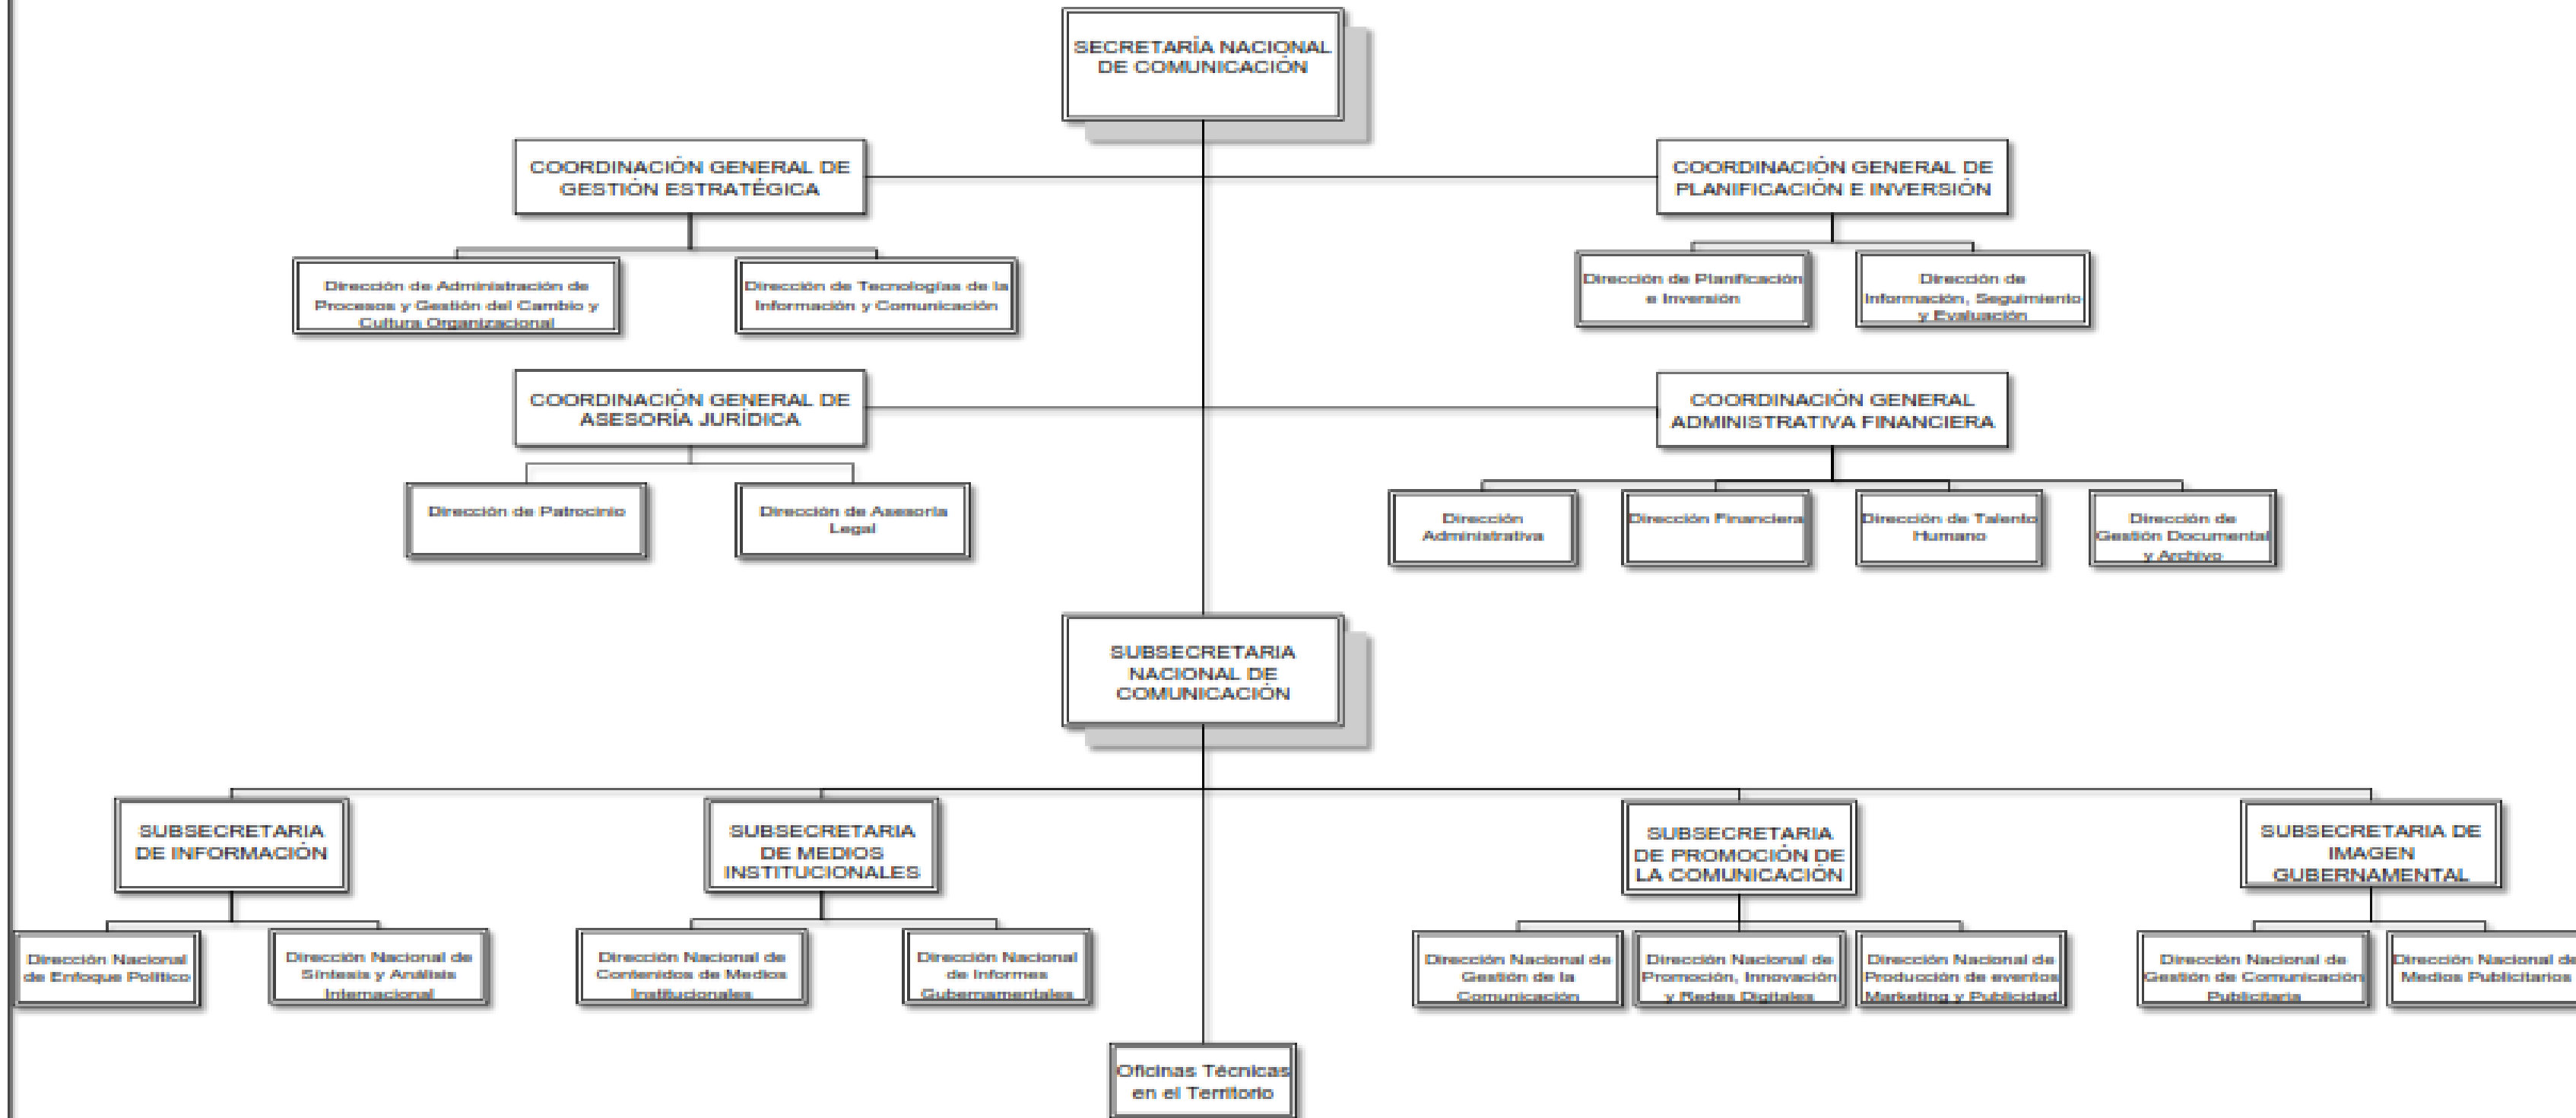 SECRETARÍA NACIONAL
DE COMUNICACIÓN
COORDINACIÓN GENERAL DE
GESTIÓN ESTRATÉGICA
COORDINACIÓN GENERAL DE
PLANIFICACIÓN E INVERSIÓN
Dirección de Administración de
Procesos y Gestión del Cambio y
Cultura Organizacional
Dirección de Tecnologías de la
Información y Comunicación
Dirección de Planificación
e Inversión
Dirección de
Información, Seguimiento
y Evaluación
COORDINACIÓN GENERAL DE
ASESORÍA JURÍDICA
COORDINACIÓN GENERAL
ADMINISTRATIVA FINANCIERA
Dirección de Patrocinio
Dirección de Asesoría
Legal
Dirección
Administrativa
Dirección Financiera
Dirección de Talento
Humano
Dirección de
Gestión Documental
y Archivo
SUBSECRETARIA
NACIONAL DE
COMUNICACIÓN
SUBSECRETARIA
DE INFORMACIÓN
SUBSECRETARIA
DE MEDIOS
INSTITUCIONALES
SUBSECRETARIA
DE PROMOCIÓN DE
LA COMUNICACIÓN
SUBSECRETARIA DE
IMAGEN
GUBERNAMENTAL
Dirección Nacional
de Enfoque Político
Dirección Nacional de
Síntesis y Análisis
Internacional
Dirección Nacional de
Contenidos de Medios
Institucionales
Dirección Nacional
de Informes
Gubernamentales
Dirección Nacional de
Gestión de la
Comunicación
Dirección Nacional de
Promoción, Innovación
y Redes Digitales
Dirección Nacional de
Producción de eventos
Marketing y Publicidad
Dirección Nacional de
Gestión de Comunicación
Publicitaria
Dirección Nacional de
Medios Publicitarios
Oficinas Técnicas
en el Territorio